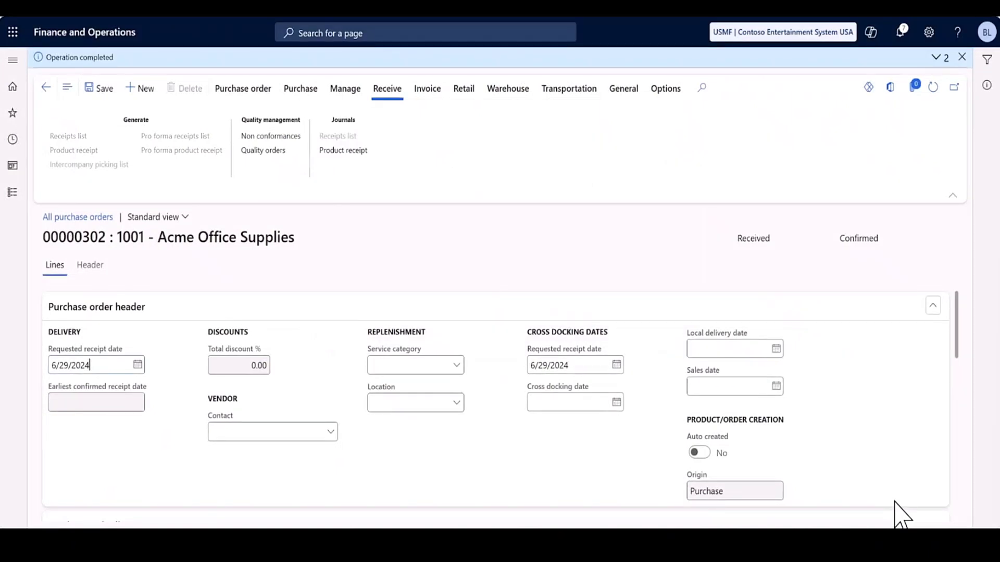 Finance and Operations
Search for a page
USMF | Contoso Entertainment System USA
7
?
BL
Operation completed
2
Save
New
Delete
Purchase order
Purchase
Manage
Receive
Invoice
Retail
Warehouse
Transportation
General
Options
0
Generate
Receipts list
Pro forma receipts list
Product receipt
Pro forma product receipt
Intercompany picking list
Quality management
Non conformances
Quality orders
Journals
Receipts list
Product receipt
All purchase orders | Standard view
00000302 : 1001 - Acme Office Supplies
Received
Confirmed
Lines
Header
Purchase order header
DELIVERY
Requested receipt date
6/29/2024
Earliest confirmed receipt date
DISCOUNTS
Total discount %
0.00
VENDOR
Contact
REPLENISHMENT
Service category
Location
CROSS DOCKING DATES
Requested receipt date
6/29/2024
Cross docking date
Local delivery date
Sales date
PRODUCT/ORDER CREATION
Auto created
No
Origin
Purchase